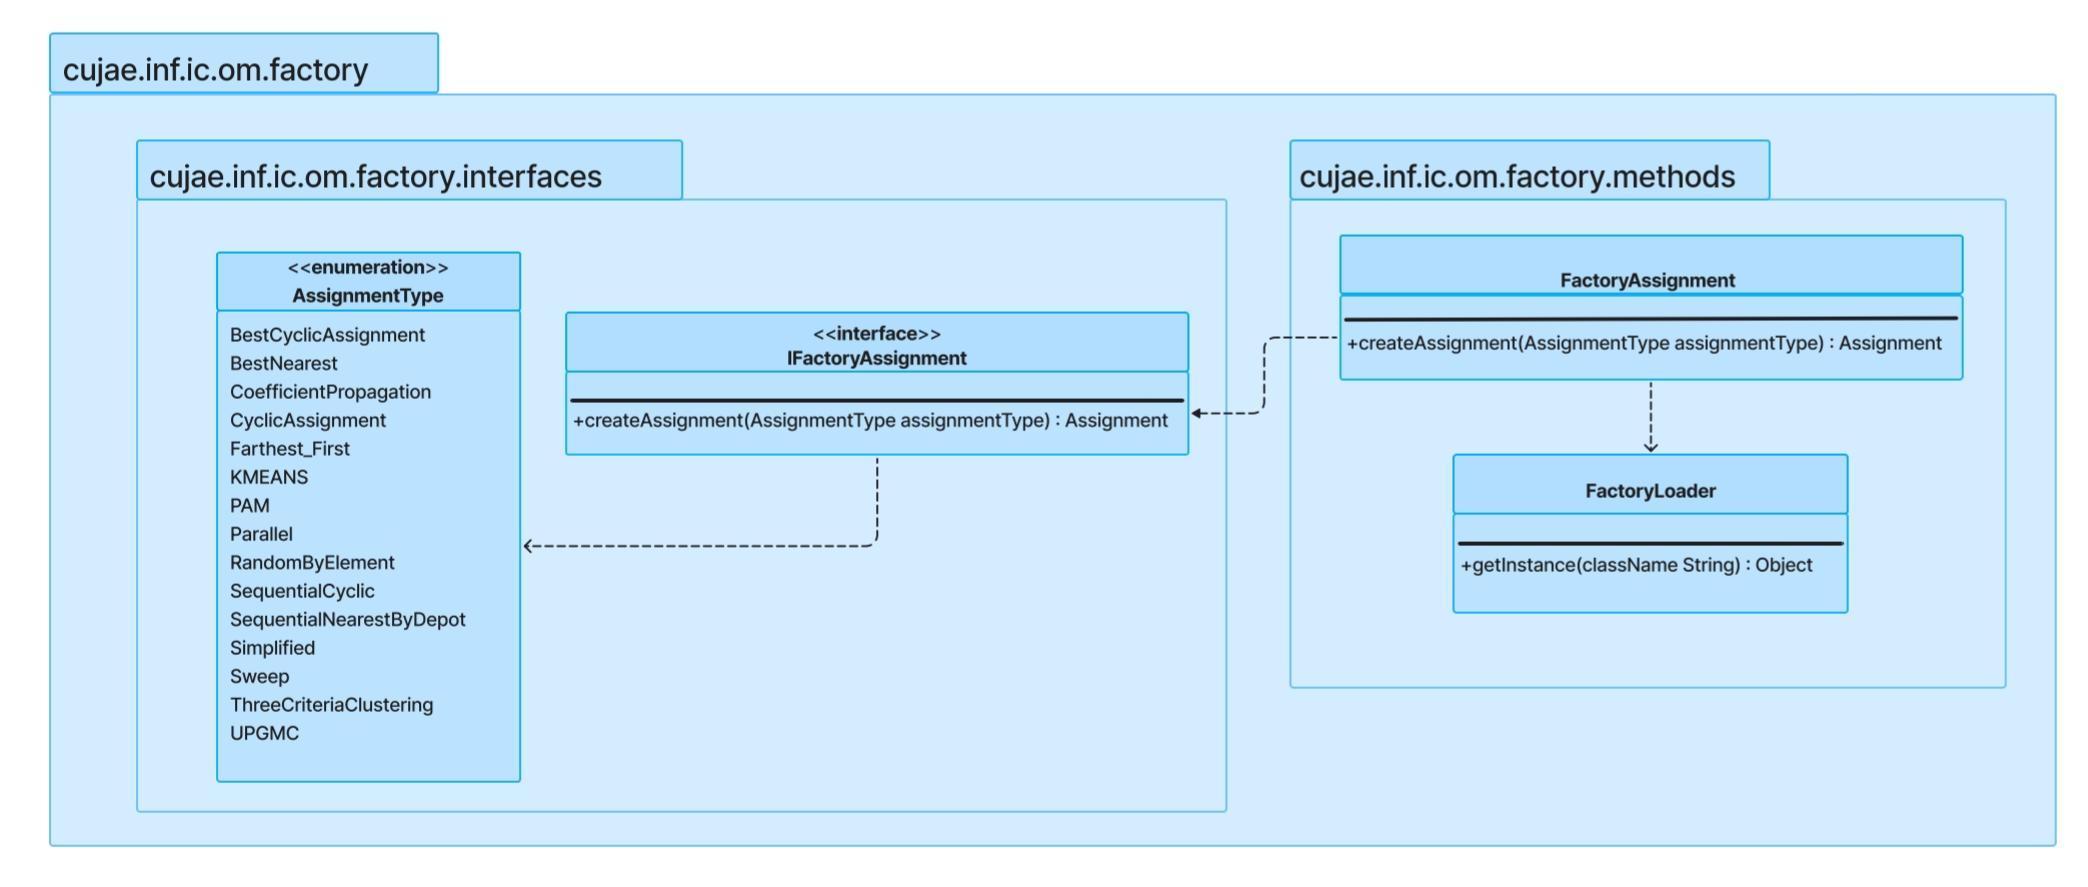 cujae.inf.ic.om.factory
cujae.inf.ic.om.factory.interfaces
<<enumeration>>
AssignmentType
BestCyclicAssignment
BestNearest
CoefficientPropagation
CyclicAssignment
Farthest_First
KMEANS
PAM
Parallel
RandomByElement
SequentialCyclic
SequentialNearestByDepot
Simplified
Sweep
ThreeCriteriaClustering
UPGMC
<<interface>>
IFactoryAssignment
+createAssignment(AssignmentType assignmentType) : Assignment
cujae.inf.ic.om.factory.methods
FactoryAssignment
+createAssignment(AssignmentType assignmentType) : Assignment
FactoryLoader
+getInstance(className String) : Object